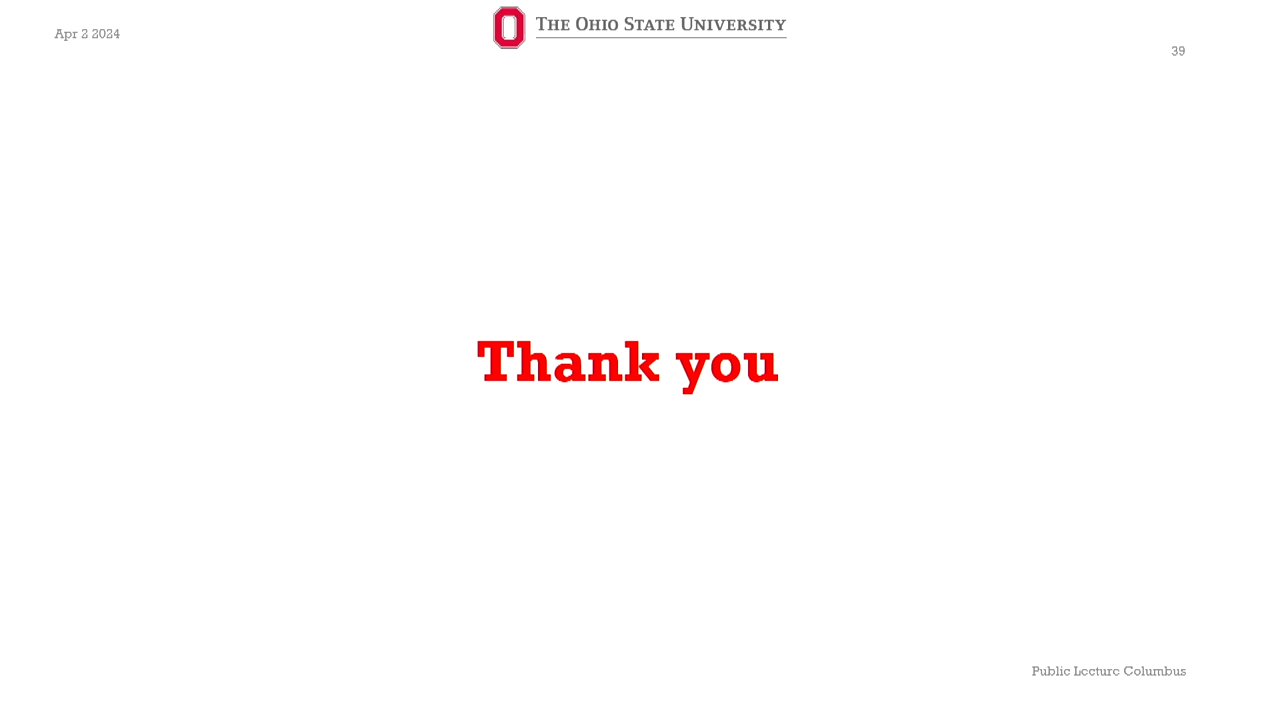 Apr 2 2024
THE OHIO STATE UNIVERSITY
39
Thank you
Public Lecture Columbus